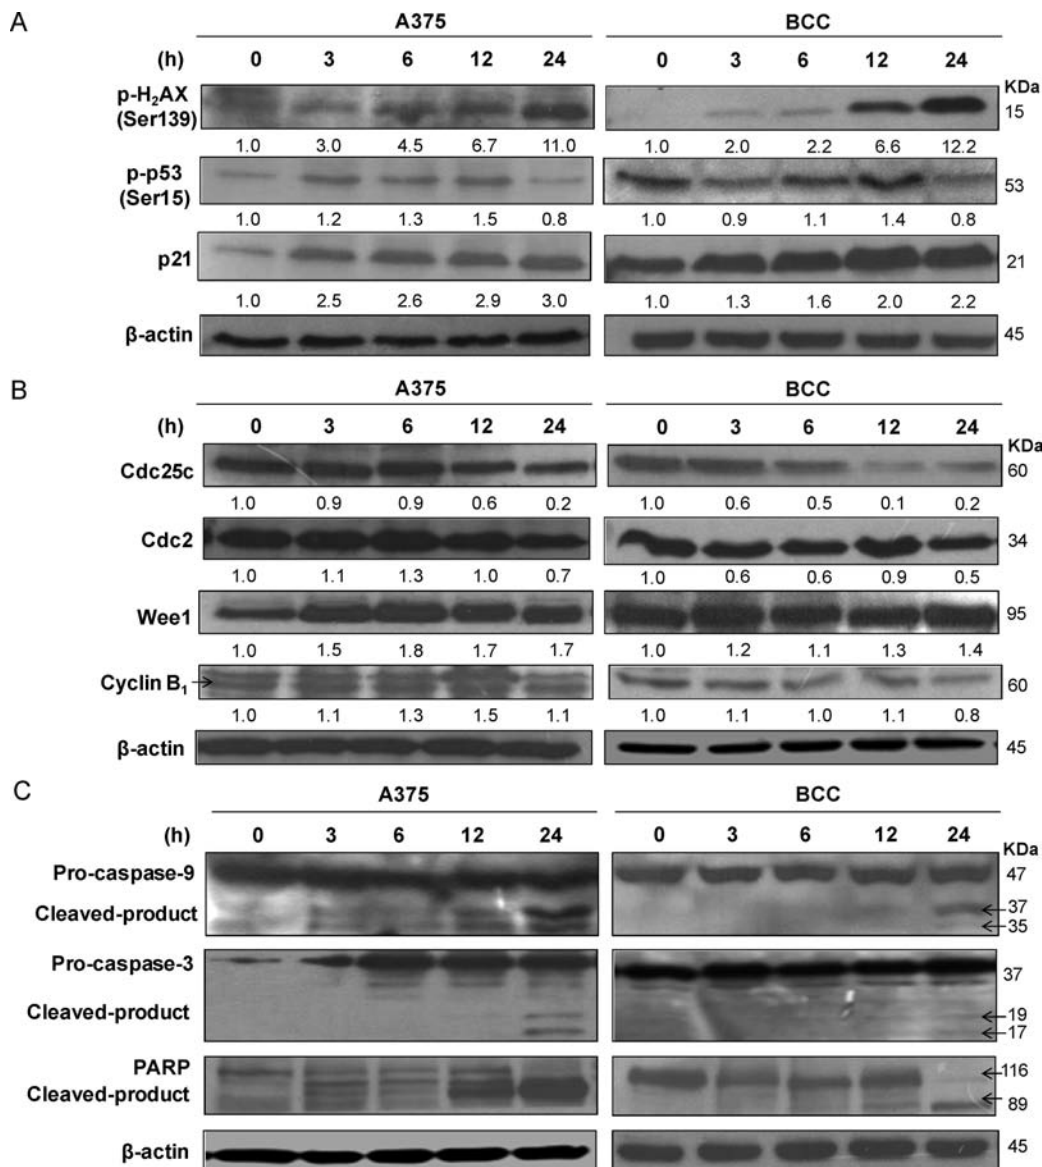 A
A375 BCC
(h) 0 3 6 12 24 0 3 6 12 24
KDa
p-H₂AX
(Ser139) 15
1.0 3.0 4.5 6.7 11.0 1.0 2.0 2.2 6.6 12.2
p-p53
(Ser15) 53
1.0 1.2 1.3 1.5 0.8 1.0 0.9 1.1 1.4 0.8
p21 21
1.0 2.5 2.6 2.9 3.0 1.0 1.3 1.6 2.0 2.2
β-actin 45
B
A375 BCC
(h) 0 3 6 12 24 0 3 6 12 24
KDa
Cdc25c 60
1.0 0.9 0.9 0.6 0.2 1.0 0.6 0.5 0.1 0.2
Cdc2 34
1.0 1.1 1.3 1.0 0.7 1.0 0.6 0.6 0.9 0.5
Wee1 95
1.0 1.5 1.8 1.7 1.7 1.0 1.2 1.1 1.3 1.4
Cyclin B₁ 60
1.0 1.1 1.3 1.5 1.1 1.0 1.1 1.0 1.1 0.8
β-actin 45
C
A375 BCC
(h) 0 3 6 12 24 0 3 6 12 24
KDa
Pro-caspase-9 47
Cleaved-product 37
35
Pro-caspase-3 37
Cleaved-product 19
17
PARP 116
Cleaved-product 89
β-actin 45